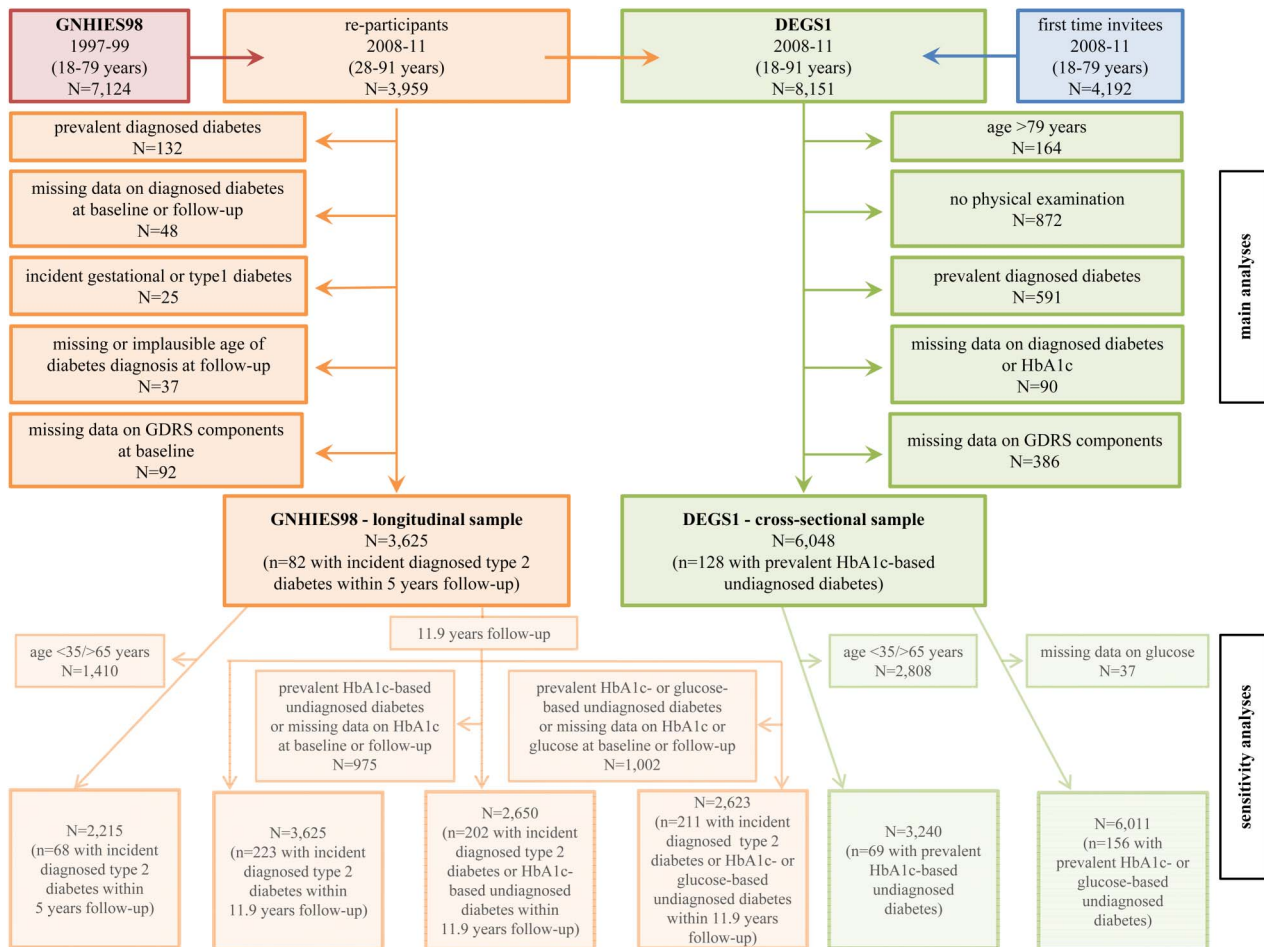 GNHIES98
1997-99
(18-79 years)
N=7,124
re-participants
2008-11
(28-91 years)
N=3,959
DEGS1
2008-11
(18-91 years)
N=8,151
first time invitees
2008-11
(18-79 years)
N=4,192
prevalent diagnosed diabetes
N=132
missing data on diagnosed diabetes
at baseline or follow-up
N=48
incident gestational or type1 diabetes
N=25
missing or implausible age of
diabetes diagnosis at follow-up
N=37
missing data on GDRS components
at baseline
N=92
age >79 years
N=164
no physical examination
N=872
prevalent diagnosed diabetes
N=591
missing data on diagnosed diabetes
or HbA1c
N=90
missing data on GDRS components
N=386
main analyses
GNHIES98 - longitudinal sample
N=3,625
(n=82 with incident diagnosed type 2
diabetes within 5 years follow-up)
DEGS1 - cross-sectional sample
N=6,048
(n=128 with prevalent HbA1c-based
undiagnosed diabetes)
age <35/>65 years
N=1,410
11.9 years follow-up
prevalent HbA1c-based
undiagnosed diabetes
or missing data on HbA1c
at baseline or follow-up
N=975
prevalent HbA1c- or glucose-
based undiagnosed diabetes
or missing data on HbA1c or
glucose at baseline or follow-up
N=1,002
age <35/>65 years
N=2,808
missing data on glucose
N=37
N=2,215
(n=68 with incident
diagnosed type 2
diabetes within
5 years follow-up)
N=3,625
(n=223 with incident
diagnosed type 2
diabetes within
11.9 years follow-up)
N=2,650
(n=202 with incident
diagnosed type 2
diabetes or HbA1c-
based undiagnosed
diabetes within
11.9 years follow-up)
N=2,623
(n=211 with incident
diagnosed type 2
diabetes or HbA1c- or
glucose-based
undiagnosed diabetes
within 11.9 years
follow-up)
N=3,240
(n=69 with prevalent
HbA1c-based
undiagnosed
diabetes)
N=6,011
(n=156 with
prevalent HbA1c- or
glucose-based
undiagnosed
diabetes)
sensitivity analyses